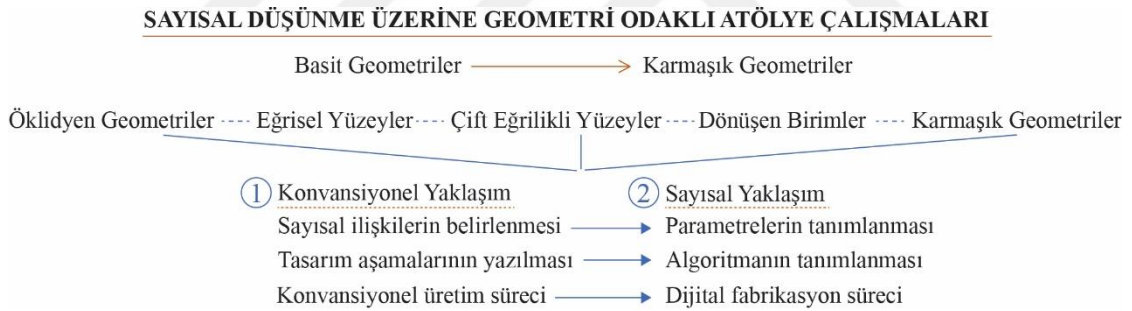 SAYISAL DÜŞÜNME ÜZERİNE GEOMETRİ ODAKLI ATÖLYE ÇALIŞMALARI
Basit Geometriler Karmaşık Geometriler
Öklidyen Geometriler Eğrisel Yüzeyler Çift Eğrilikli Yüzeyler Dönüşen Birimler Karmaşık Geometriler
1 Konvansiyonel Yaklaşım 2 Sayısal Yaklaşım
Sayısal ilişkilerin belirlenmesi Parametrelerin tanımlanması
Tasarım aşamalarının yazılması Algoritmanın tanımlanması
Konvansiyonel üretim süreci Dijital fabrikasyon süreci